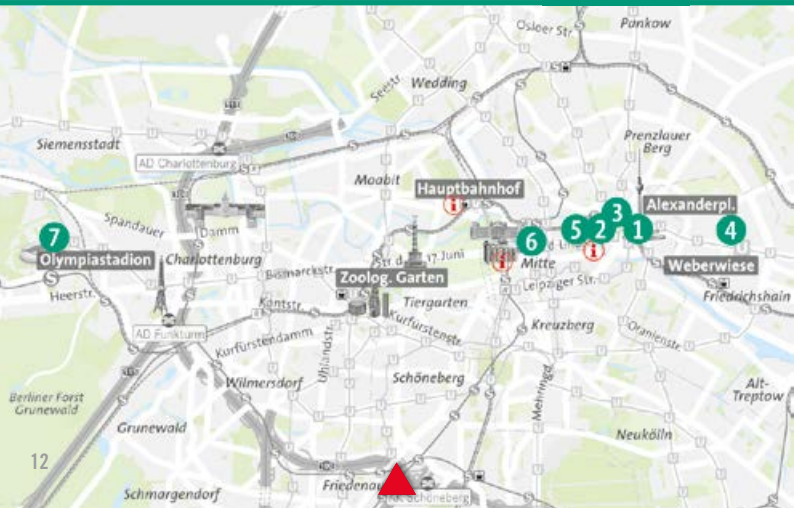 Osloer Str.
Pankow
Seestr.
Wedding
Siemensstadt
AD Charlottenburg
Prenzlauer
Berg
Moabit
Hauptbahnhof
Alexanderpl.
Spandauer
Damm
7
Olympiastadion
Charlottenburg
Str. d. 17. Juni
6
5
2
3
1
4
Mitte
Weberwiese
Heerstr.
Bismarckstr.
Zoolog. Garten
Leipziger Str.
Friedrichshain
Kantstr.
Tiergarten
AD Funkturm
Kurfürstendamm
Kurfürstenstr.
Kreuzberg
Oranienstr.
Uhlandstr.
Berliner Forst
Grunewald
Wilmersdorf
Schöneberg
Mehringd.
Alt-
Treptow
Grunewald
Neukölln
12
Schmargendorf
Friedenau
Schöneberg